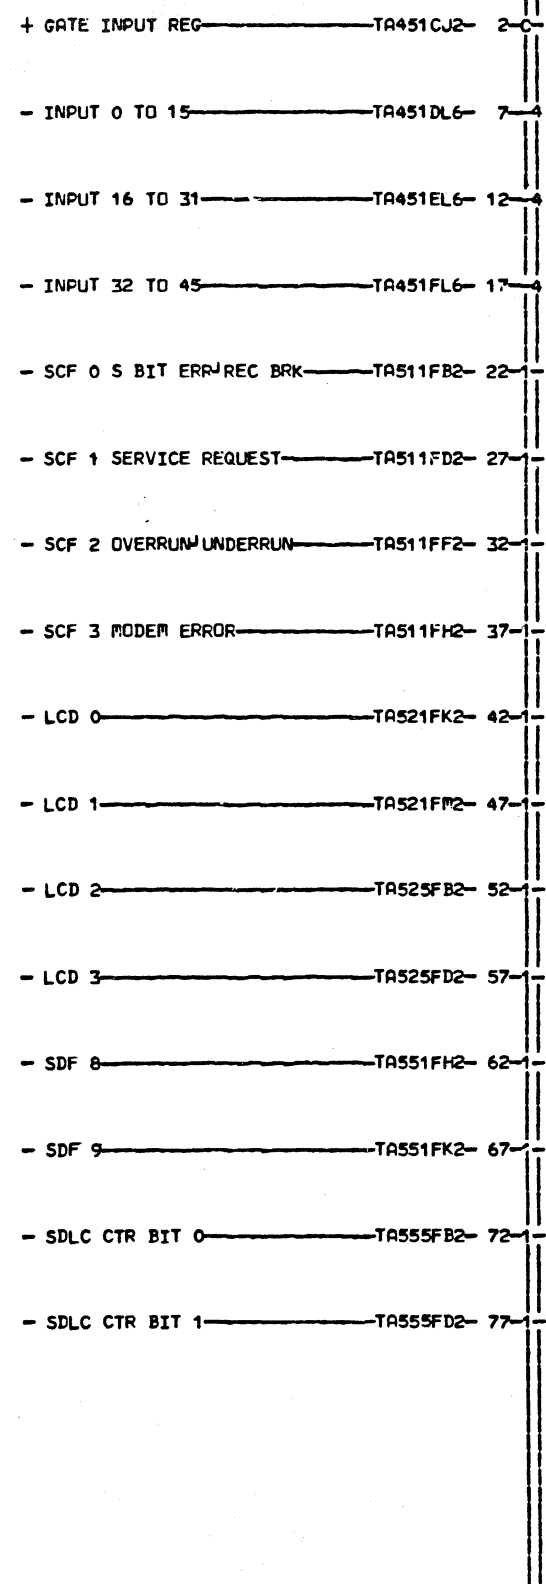 + GATE INPUT REG TA451CJ2- 2-C-
- INPUT 0 TO 15 TA451DL6- 7-4
- INPUT 16 TO 31 TA451EL6- 12-4
- INPUT 32 TO 45 TA451FL6- 17-4
- SCF 0 S BIT ERR/REC BRK TA511FB2- 22-1-
- SCF 1 SERVICE REQUEST TA511FD2- 27-1-
- SCF 2 OVERRUN/UNDERRUN TA511FF2- 32-1-
- SCF 3 MODEM ERROR TA511FH2- 37-1-
- LCD 0 TA521FK2- 42-1-
- LCD 1 TA521FM2- 47-1-
- LCD 2 TA525FB2- 52-1-
- LCD 3 TA525FD2- 57-1-
- SDF 8 TA551FH2- 62-1-
- SDF 9 TA551FK2- 67-1-
- SDLC CTR BIT 0 TA555FB2- 72-1-
- SDLC CTR BIT 1 TA555FD2- 77-1-